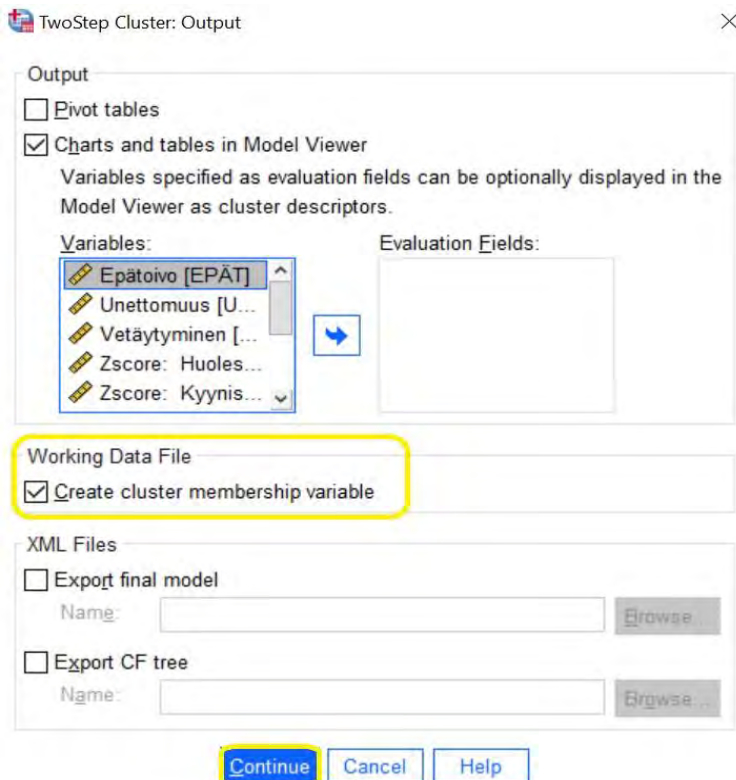 TwoStep Cluster: Output
Output
Pivot tables
Charts and tables in Model Viewer
Variables specified as evaluation fields can be optionally displayed in the
Model Viewer as cluster descriptors.
Variables:
Evaluation Fields:
Epätoivo [EPÄT]
Unettomuus [U...
Vetäytyminen [...
Zscore: Huoles...
Zscore: Kyynis...
Working Data File
Create cluster membership variable
XML Files
Export final model
Name:
Browse...
Export CF tree
Name:
Browse...
Continue Cancel Help